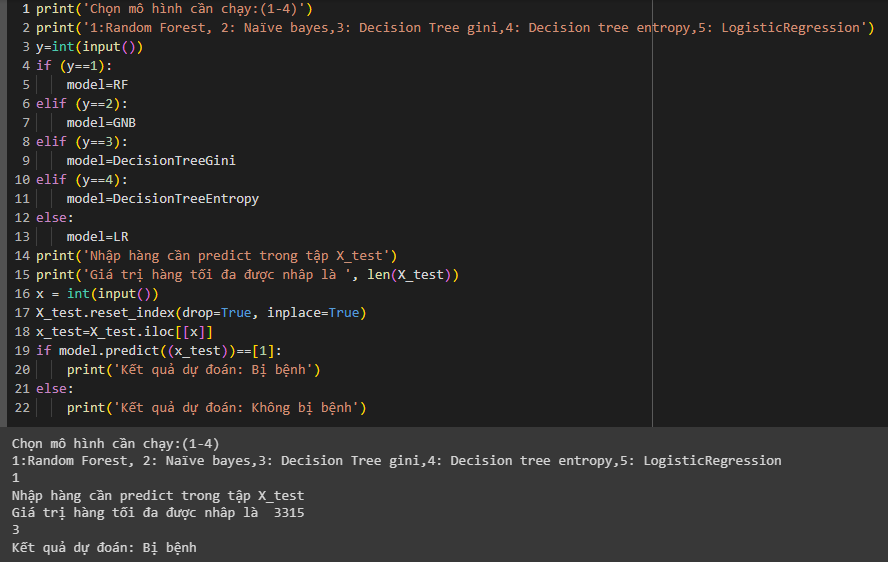 1 print('Chọn mô hình cần chạy:(1-4)')
2 print('1:Random Forest, 2: Naïve bayes,3: Decision Tree gini,4: Decision tree entropy,5: LogisticRegression')
3 y=int(input())
4 if (y==1):
5     model=RF
6 elif (y==2):
7     model=GNB
8 elif (y==3):
9     model=DecisionTreeGini
10 elif (y==4):
11     model=DecisionTreeEntropy
12 else:
13     model=LR
14 print('Nhập hàng cần predict trong tập X_test')
15 print('Giá trị hàng tối đa được nhâp là ', len(X_test))
16 x = int(input())
17 X_test.reset_index(drop=True, inplace=True)
18 x_test=X_test.iloc[[x]]
19 if model.predict((x_test))==[1]:
20     print('Kết quả dự đoán: Bị bệnh')
21 else:
22     print('Kết quả dự đoán: Không bị bệnh')
Chọn mô hình cần chạy:(1-4)
1:Random Forest, 2: Naïve bayes,3: Decision Tree gini,4: Decision tree entropy,5: LogisticRegression
1
Nhập hàng cần predict trong tập X_test
Giá trị hàng tối đa được nhâp là  3315
3
Kết quả dự đoán: Bị bệnh